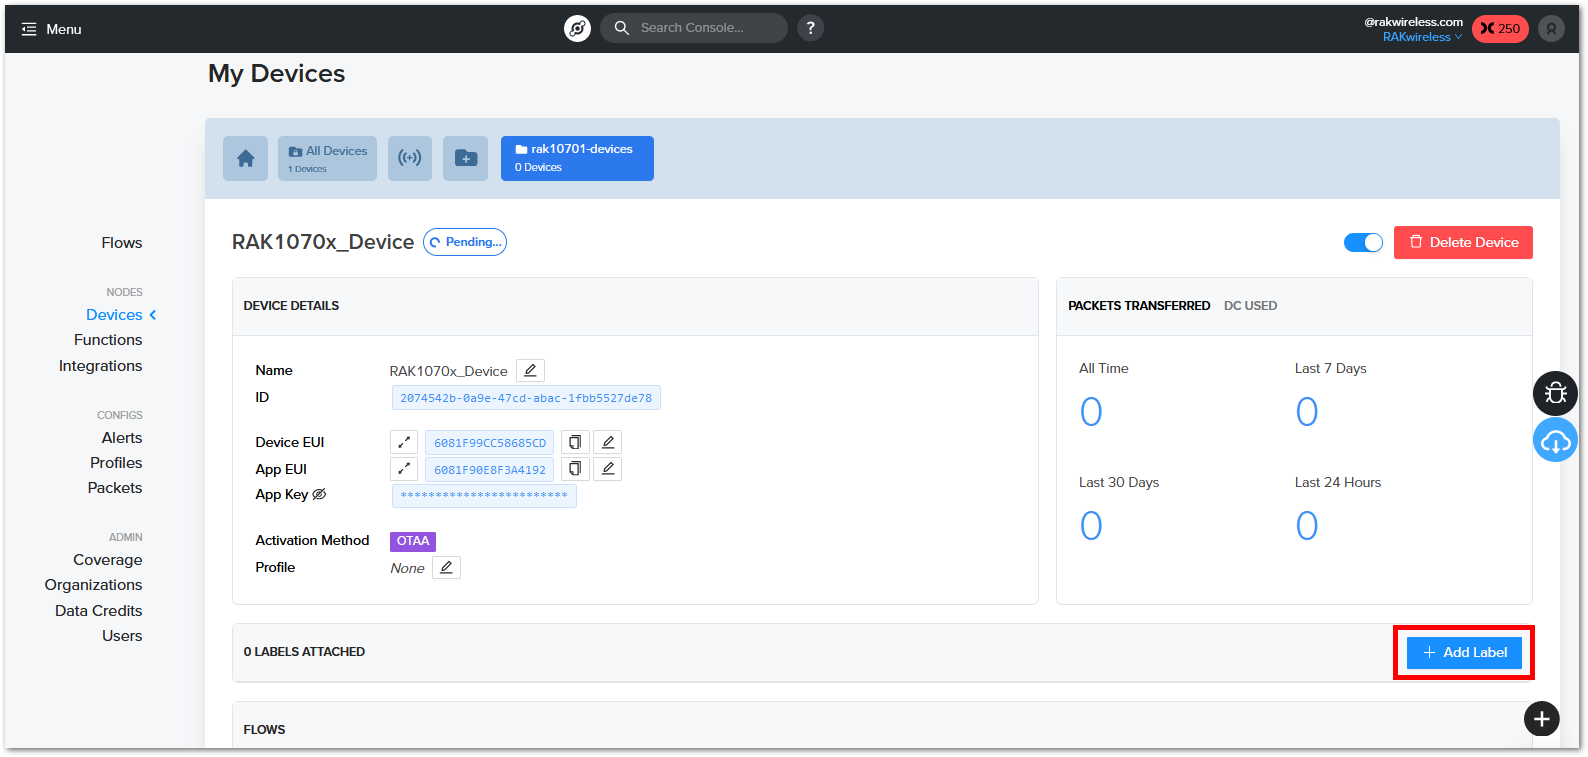 Menu
Search Console...
?
@rakwireless.com
RAKwireless
250
My Devices
All Devices
1 Devices
rak10701-devices
0 Devices
Flows
NODES
Devices
Functions
Integrations
CONFIGS
Alerts
Profiles
Packets
ADMIN
Coverage
Organizations
Data Credits
Users
RAK1070x_Device
Pending...
Delete Device
DEVICE DETAILS
Name RAK1070x_Device
ID 2074542b-0a9e-47cd-abac-1fbb5527de78
Device EUI 6081F99CC58685CD
App EUI 6081F90E8F3A4192
App Key ************************
Activation Method OTAA
Profile None
PACKETS TRANSFERRED DC USED
All Time Last 7 Days
0 0
Last 30 Days Last 24 Hours
0 0
0 LABELS ATTACHED
+ Add Label
FLOWS